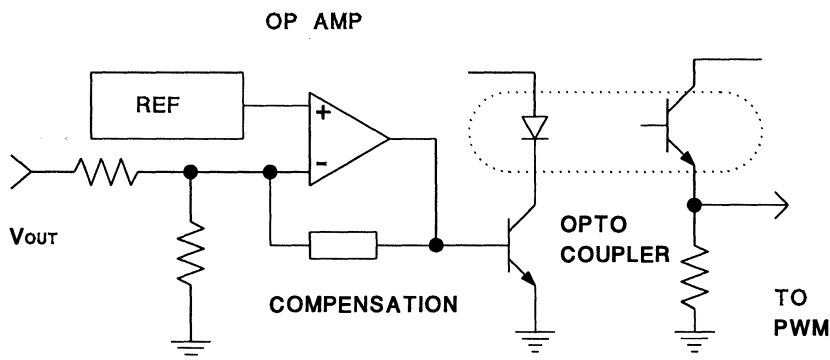 OP AMP
REF
+
-
VOUT
COMPENSATION
OPTO
COUPLER
TO
PWM